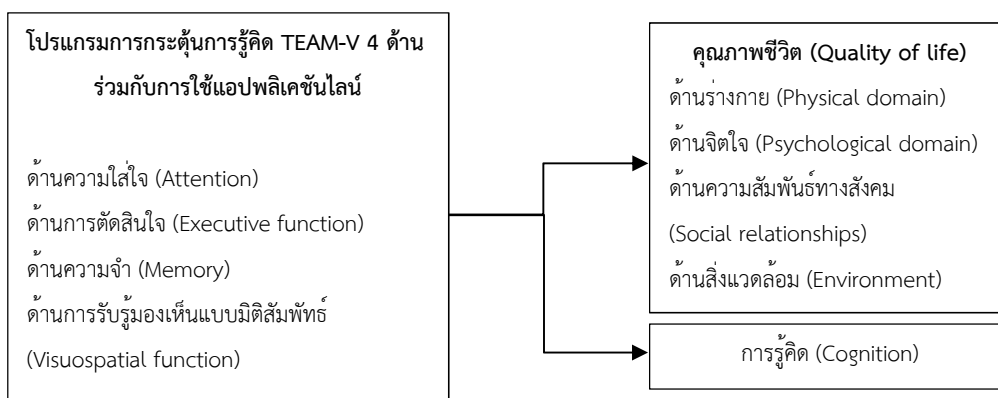 โปรแกรมการกระตุ้นการรู้คิด TEAM-V 4 ด้าน
ร่วมกับการใช้แอปพลิเคชันไลน์
ด้านความใส่ใจ (Attention)
ด้านการตัดสินใจ (Executive function)
ด้านความจำ (Memory)
ด้านการรับรู้มองเห็นแบบมิติสัมพัทธ์
(Visuospatial function)
คุณภาพชีวิต (Quality of life)
ด้านร่างกาย (Physical domain)
ด้านจิตใจ (Psychological domain)
ด้านความสัมพันธ์ทางสังคม
(Social relationships)
ด้านสิ่งแวดล้อม (Environment)
การรู้คิด (Cognition)